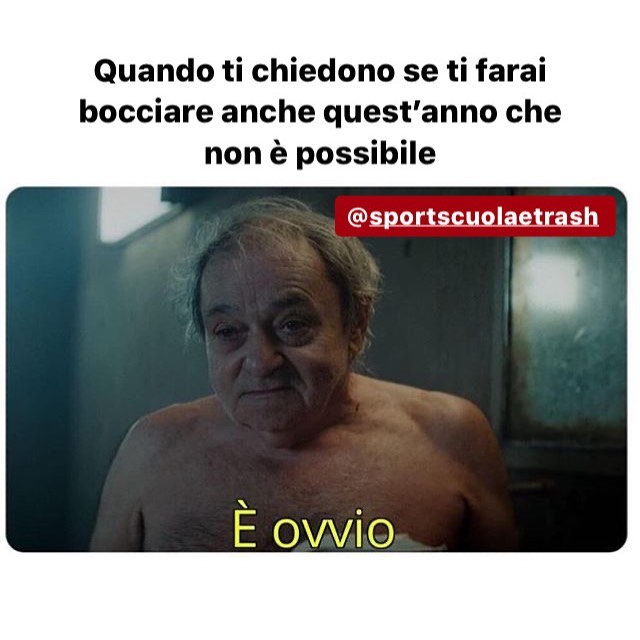 Quando ti chiedono se ti farai
bocciare anche quest'anno che
non è possibile
@sportscuolaetrash
È ovvio